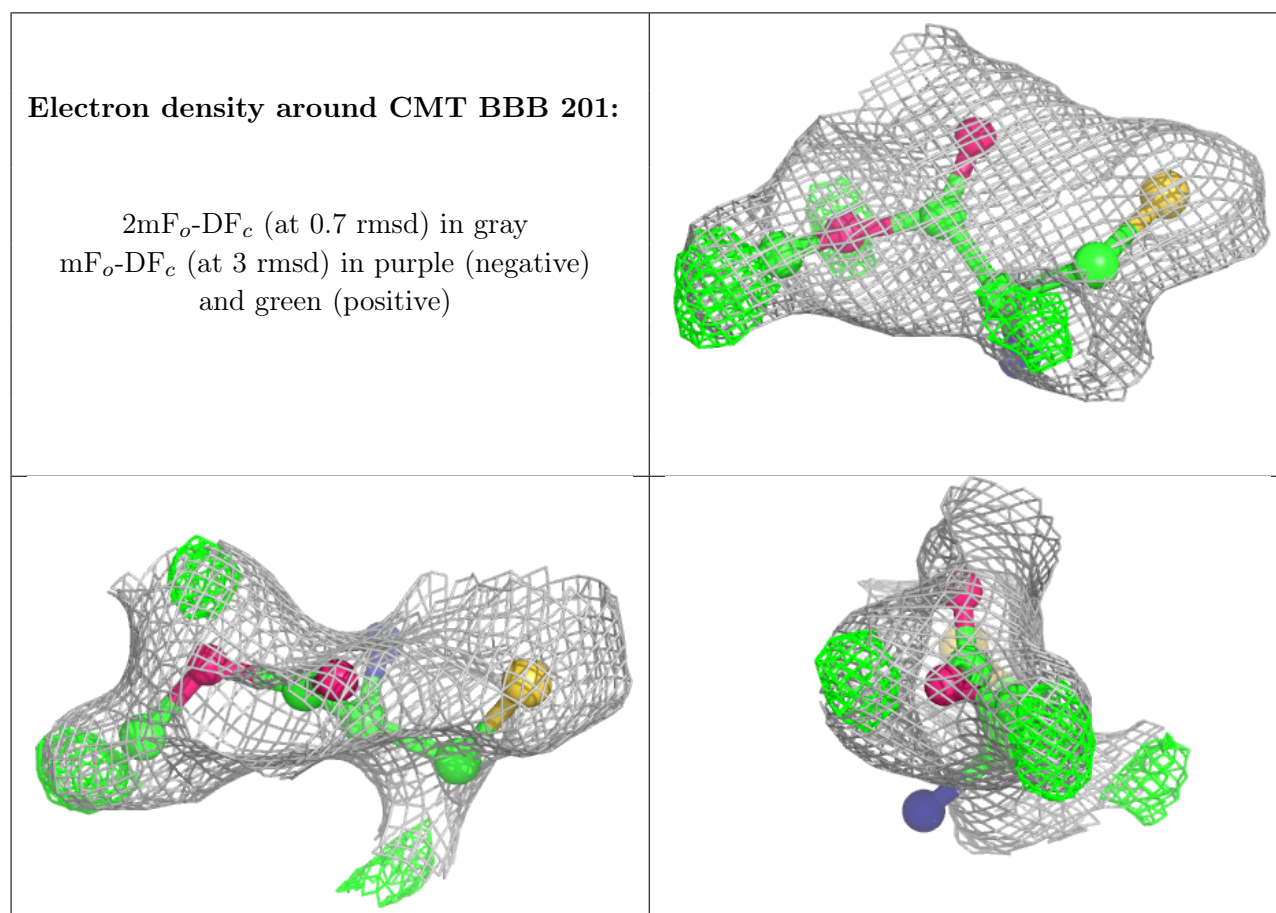 Electron density around CMT BBB 201:
2mFo-DFc (at 0.7 rmsd) in gray
mFo-DFc (at 3 rmsd) in purple (negative)
and green (positive)